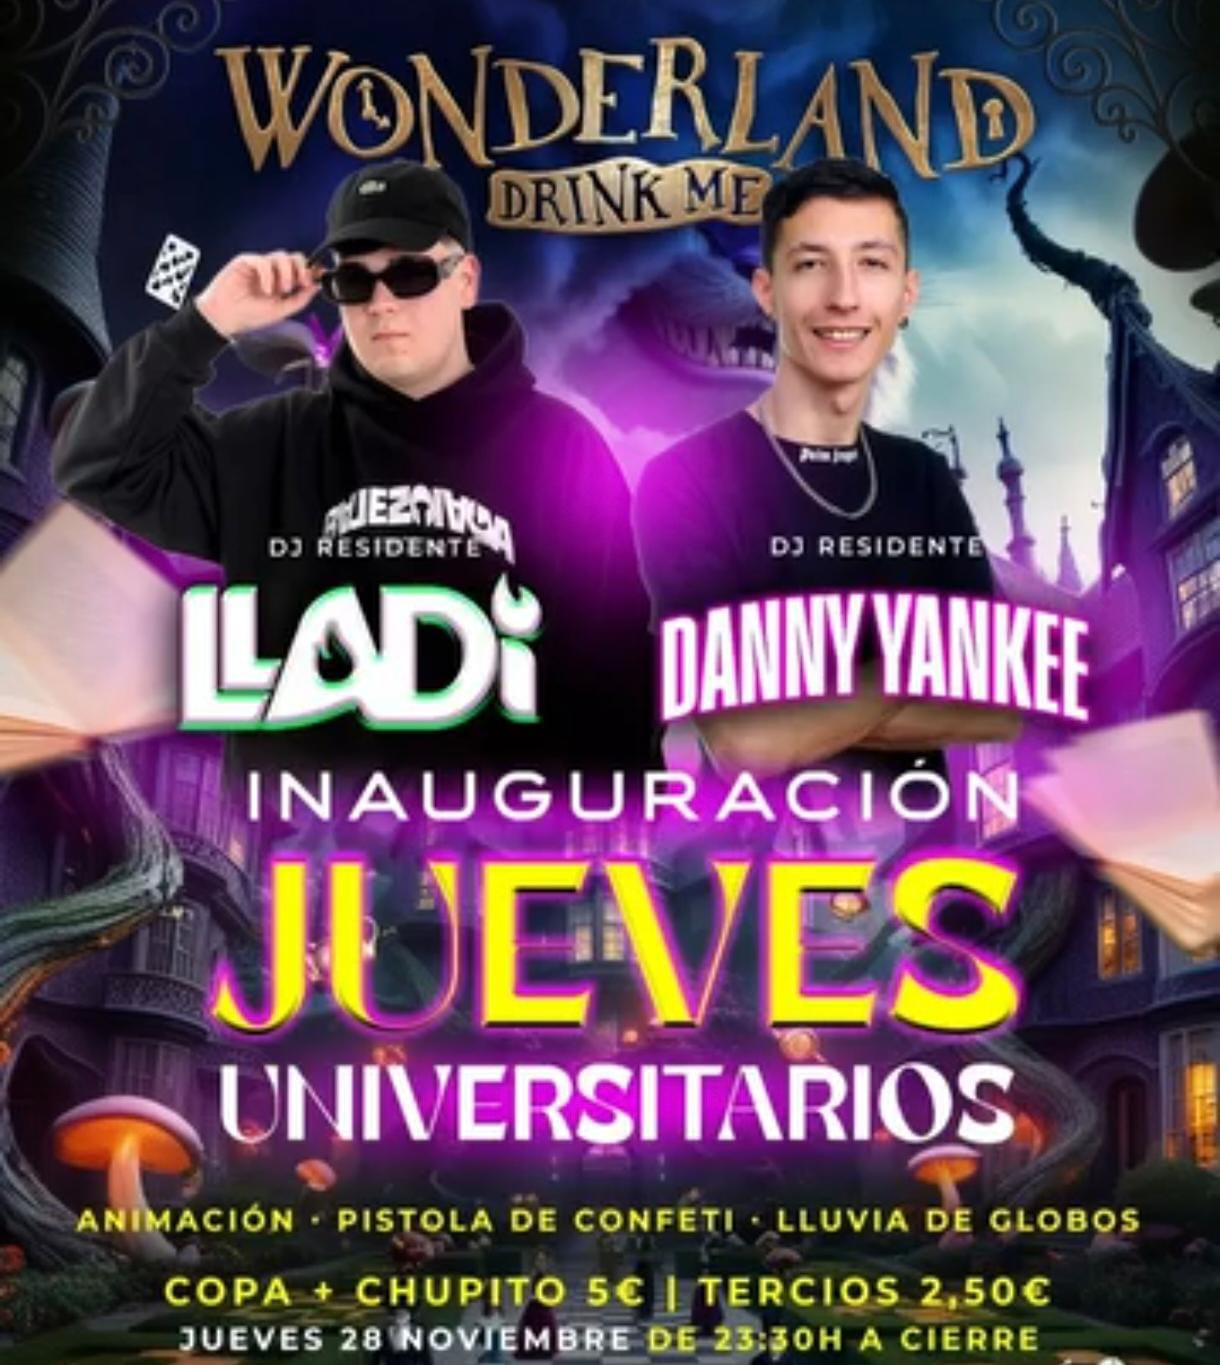 WONDERLAND
DRINK ME
DJ RESIDENTE
LLADi
DJ RESIDENTE
DANNY YANKEE
INAUGURACIÓN
JUEVES
UNIVERSITARIOS
ANIMACIÓN · PISTOLA DE CONFETI · LLUVIA DE GLOBOS
COPA + CHUPITO 5€ | TERCIOS 2,50€
JUEVES 28 NOVIEMBRE DE 23:30H A CIERRE